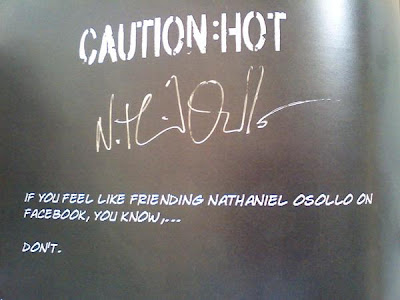 CAUTION:HOT
IF YOU FEEL LIKE FRIENDING NATHANIEL OSOLLO ON
FACEBOOK, YOU KNOW,...
DON'T.